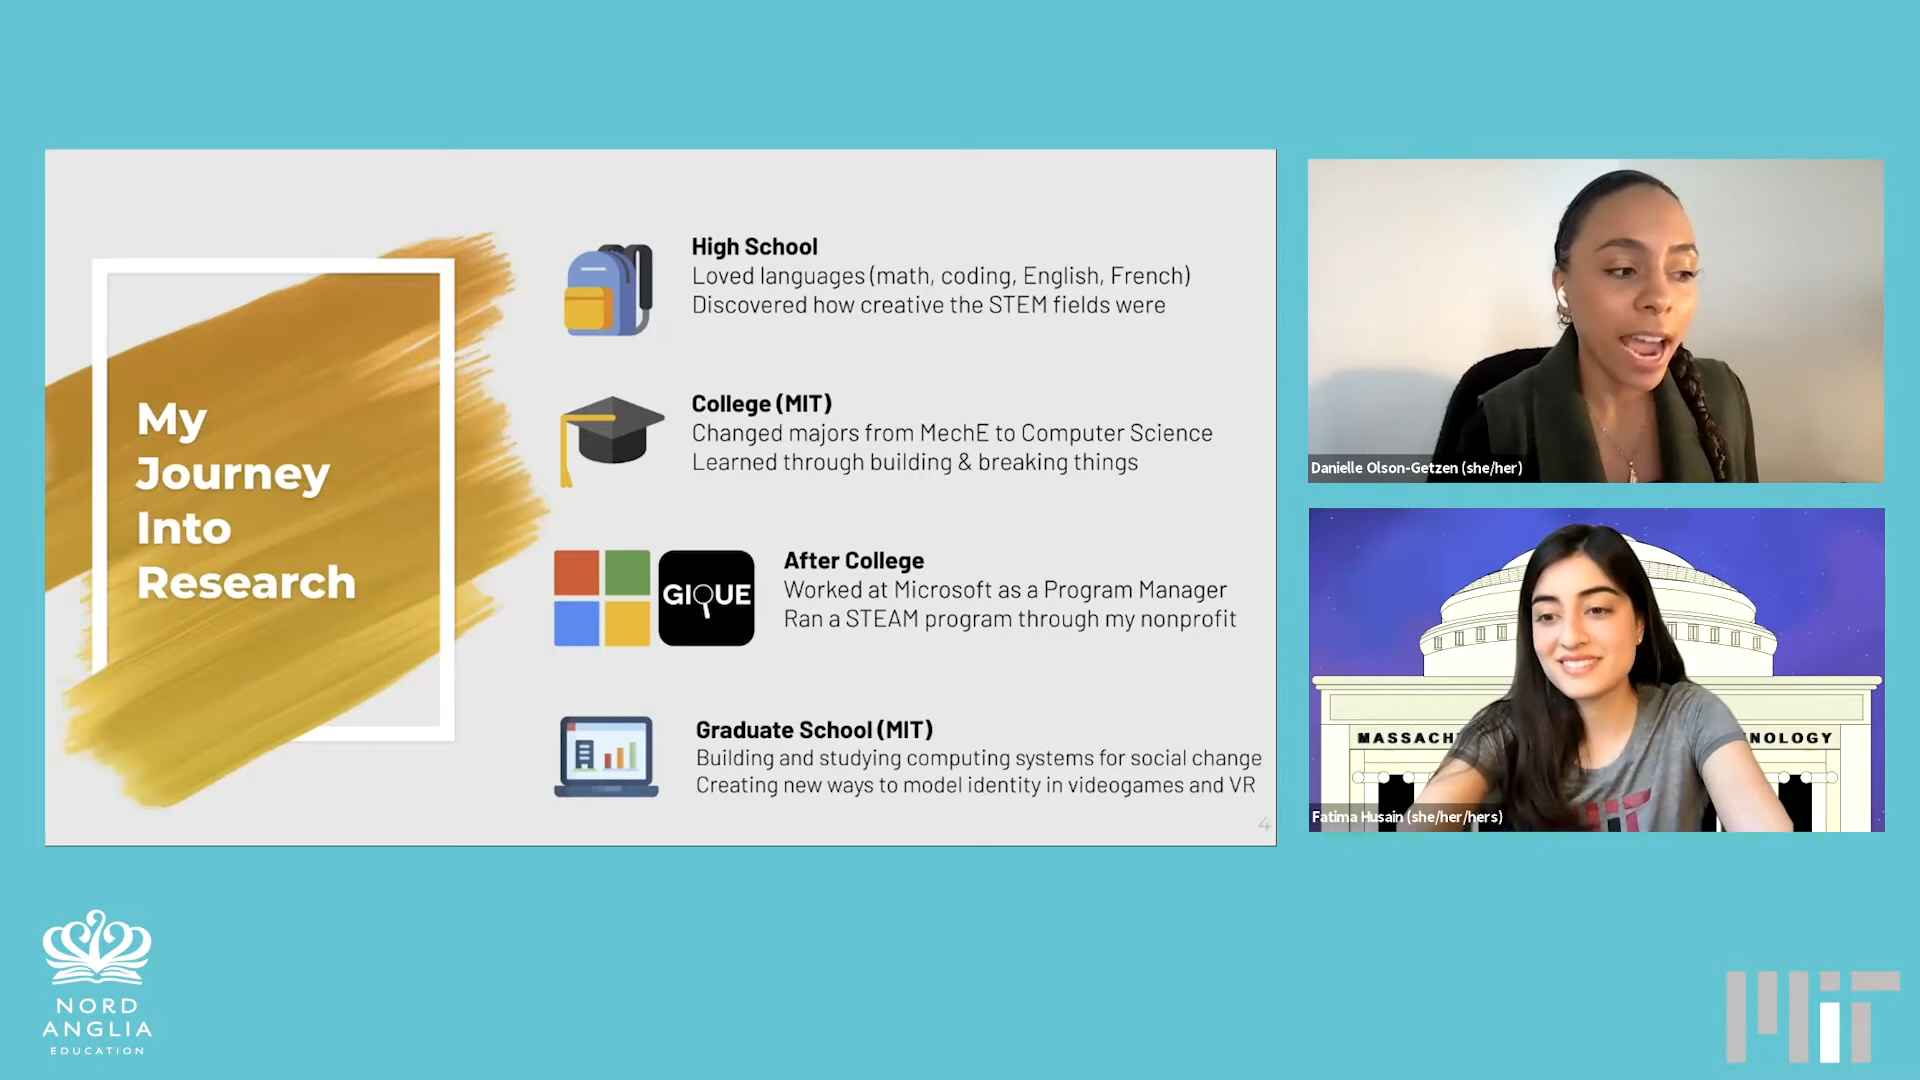 My
Journey
Into
Research
High School
Loved languages (math, coding, English, French)
Discovered how creative the STEM fields were
College (MIT)
Changed majors from MechE to Computer Science
Learned through building & breaking things
GIQUE
After College
Worked at Microsoft as a Program Manager
Ran a STEAM program through my nonprofit
Graduate School (MIT)
Building and studying computing systems for social change
Creating new ways to model identity in videogames and VR
4
Danielle Olson-Getzen (she/her)
MASSACH NOLOGY
MIT
Fatima Husain (she/her/hers)
NORD
ANGLIA
EDUCATION
MIT